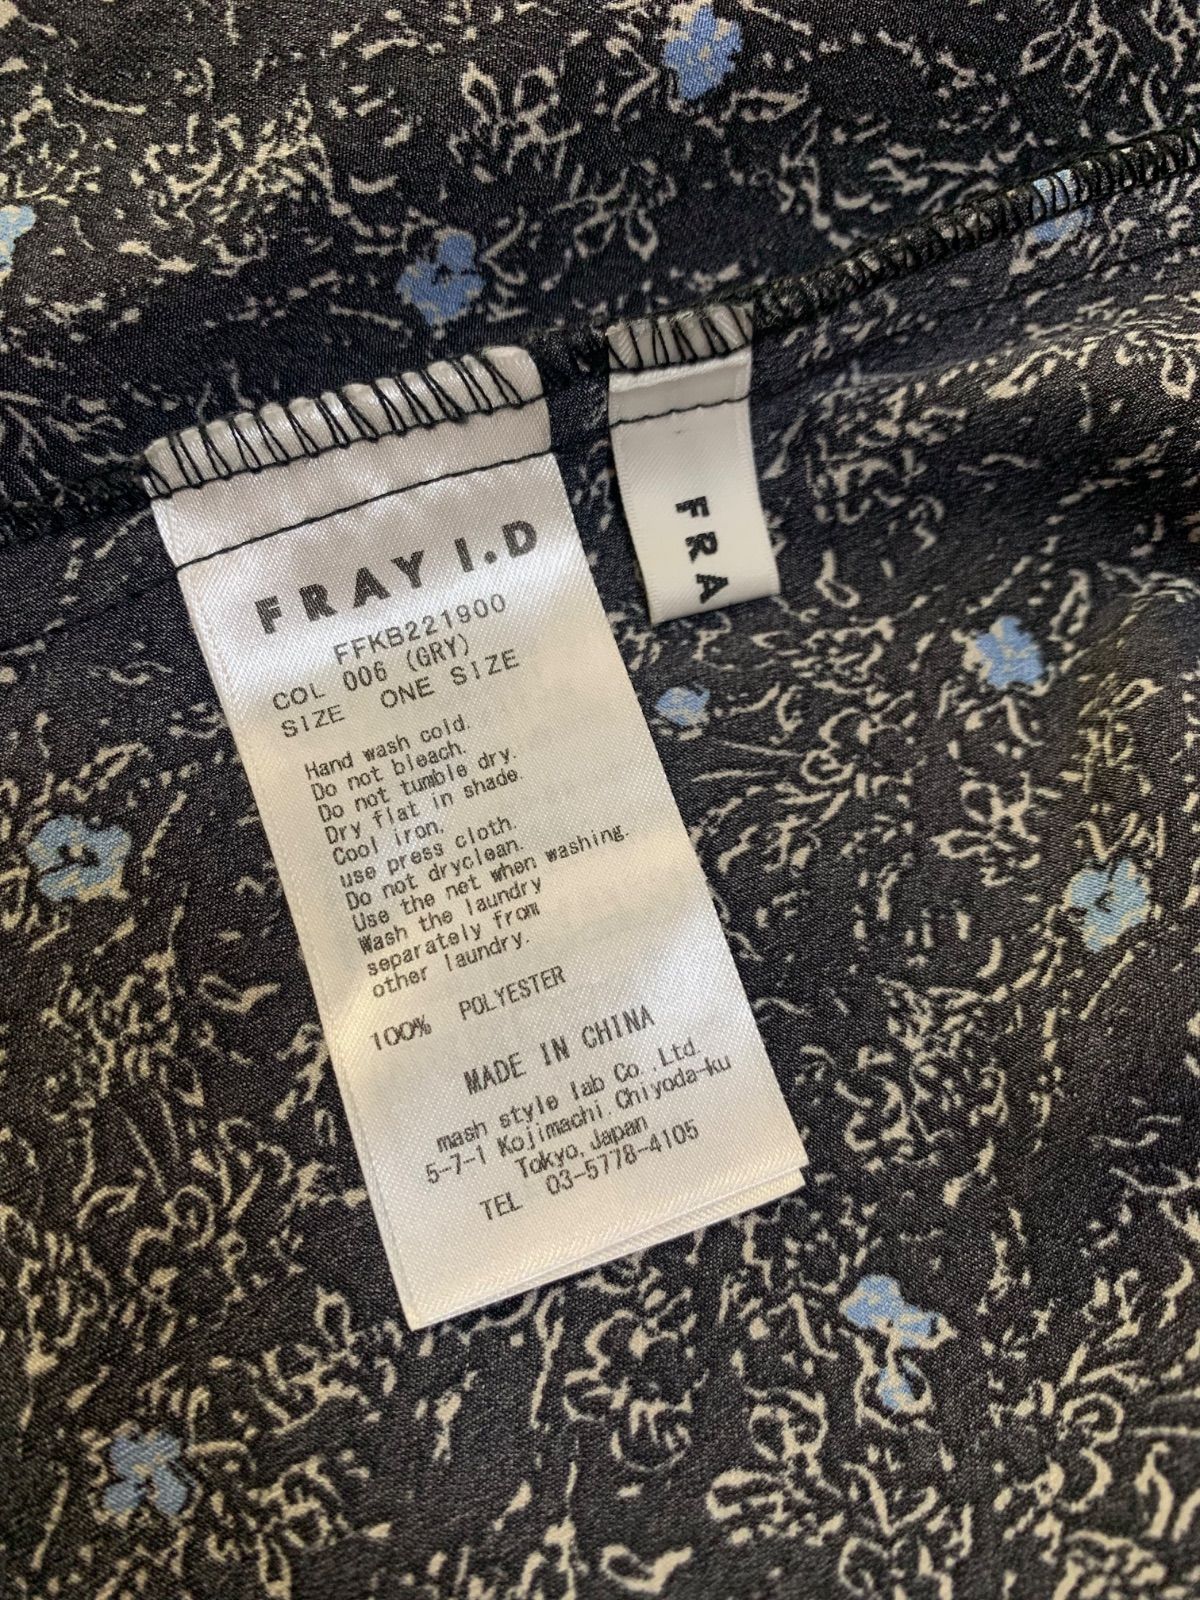 FRAY I.D
FFKB221900
COL 006 (GRY)
SIZE ONE SIZE
Hand wash cold.
Do not bleach.
Do not tumble dry.
Dry flat in shade.
Cool iron.
use press cloth.
Do not dryclean.
Use the net when washing.
Wash the laundry
separately from
other laundry.
100% POLYESTER
MADE IN CHINA
mash style lab Co.,Ltd.
5-7-1 Kojimachi.Chiyoda-ku
Tokyo,Japan
TEL 03-5778-4105
FRA